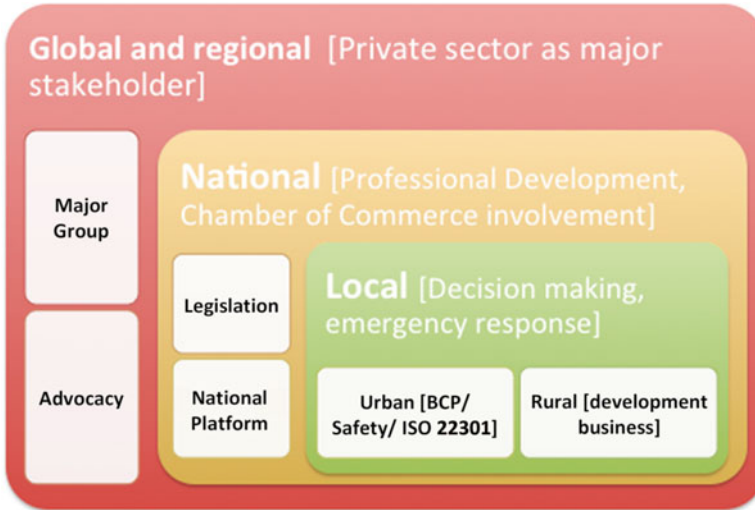 Global and regional [Private sector as major
stakeholder]
Major
Group
Advocacy
National [Professional Development,
Chamber of Commerce involvement]
Legislation
National
Platform
Local [Decision making,
emergency response]
Urban [BCP/
Safety/ ISO 22301]
Rural [development
business]